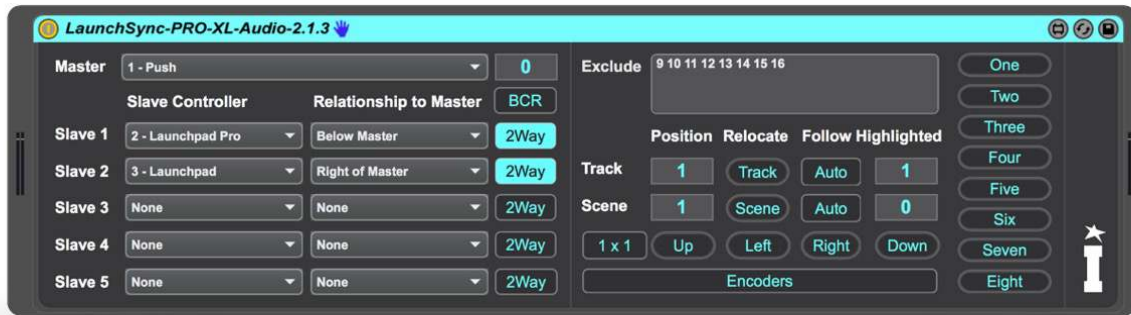 LaunchSync-PRO-XL-Audio-2.1.3
Master 1 - Push 0
Slave Controller Relationship to Master BCR
Slave 1 2 - Launchpad Pro Below Master 2Way
Slave 2 3 - Launchpad Right of Master 2Way
Slave 3 None None 2Way
Slave 4 None None 2Way
Slave 5 None None 2Way
Exclude 9 10 11 12 13 14 15 16
Position Relocate Follow Highlighted
Track 1 Track Auto 1
Scene 1 Scene Auto 0
1 x 1 Up Left Right Down
Encoders
One
Two
Three
Four
Five
Six
Seven
Eight